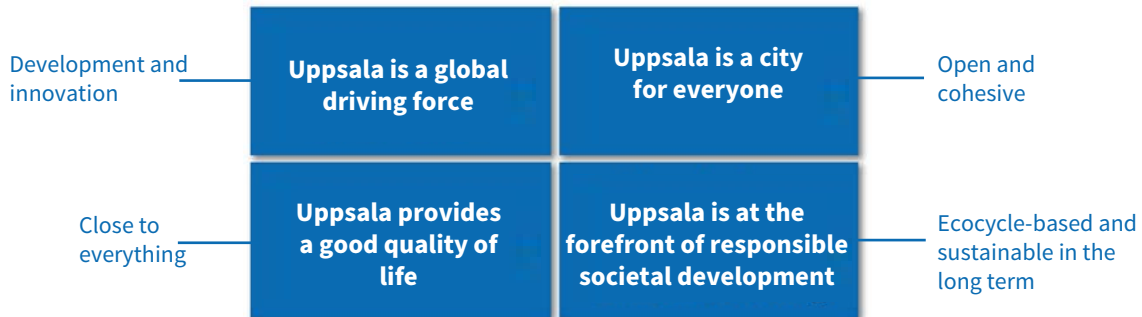 Development and
innovation
Uppsala is a global
driving force
Uppsala is a city
for everyone
Open and
cohesive
Close to
everything
Uppsala provides
a good quality of
life
Uppsala is at the
forefront of responsible
societal development
Ecocycle-based and
sustainable in the
long term